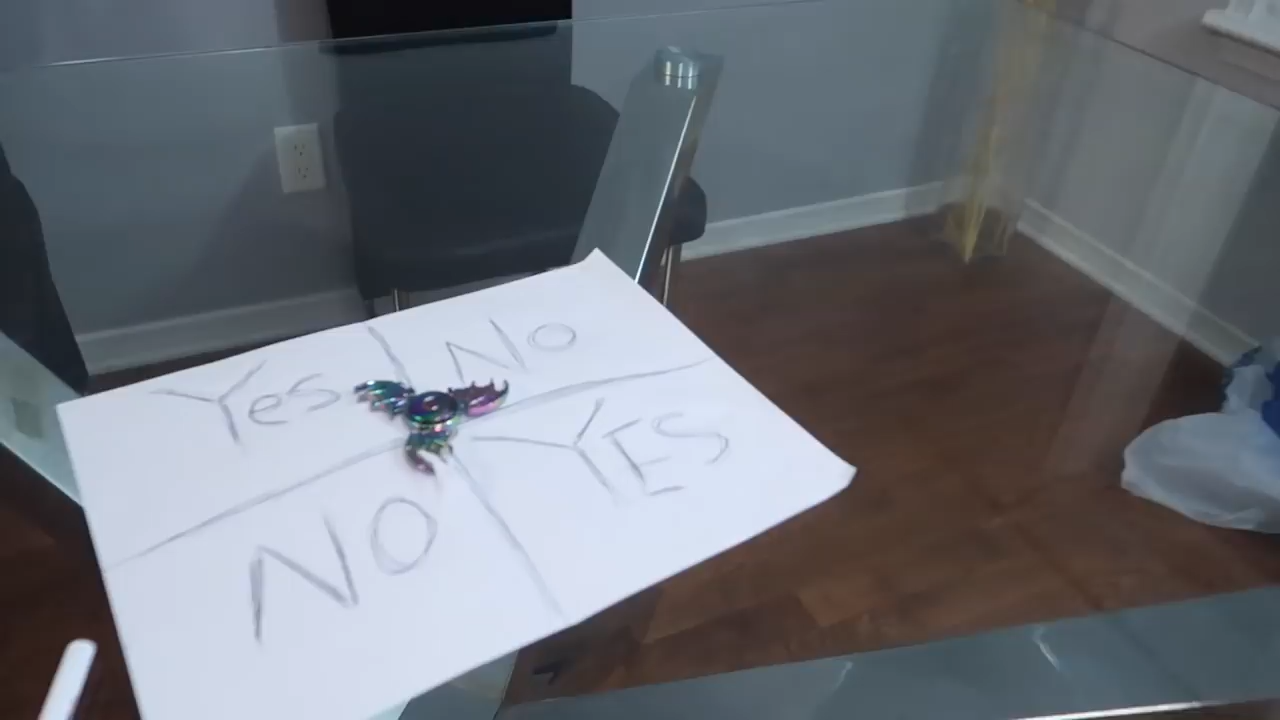 Yes No
NO YES